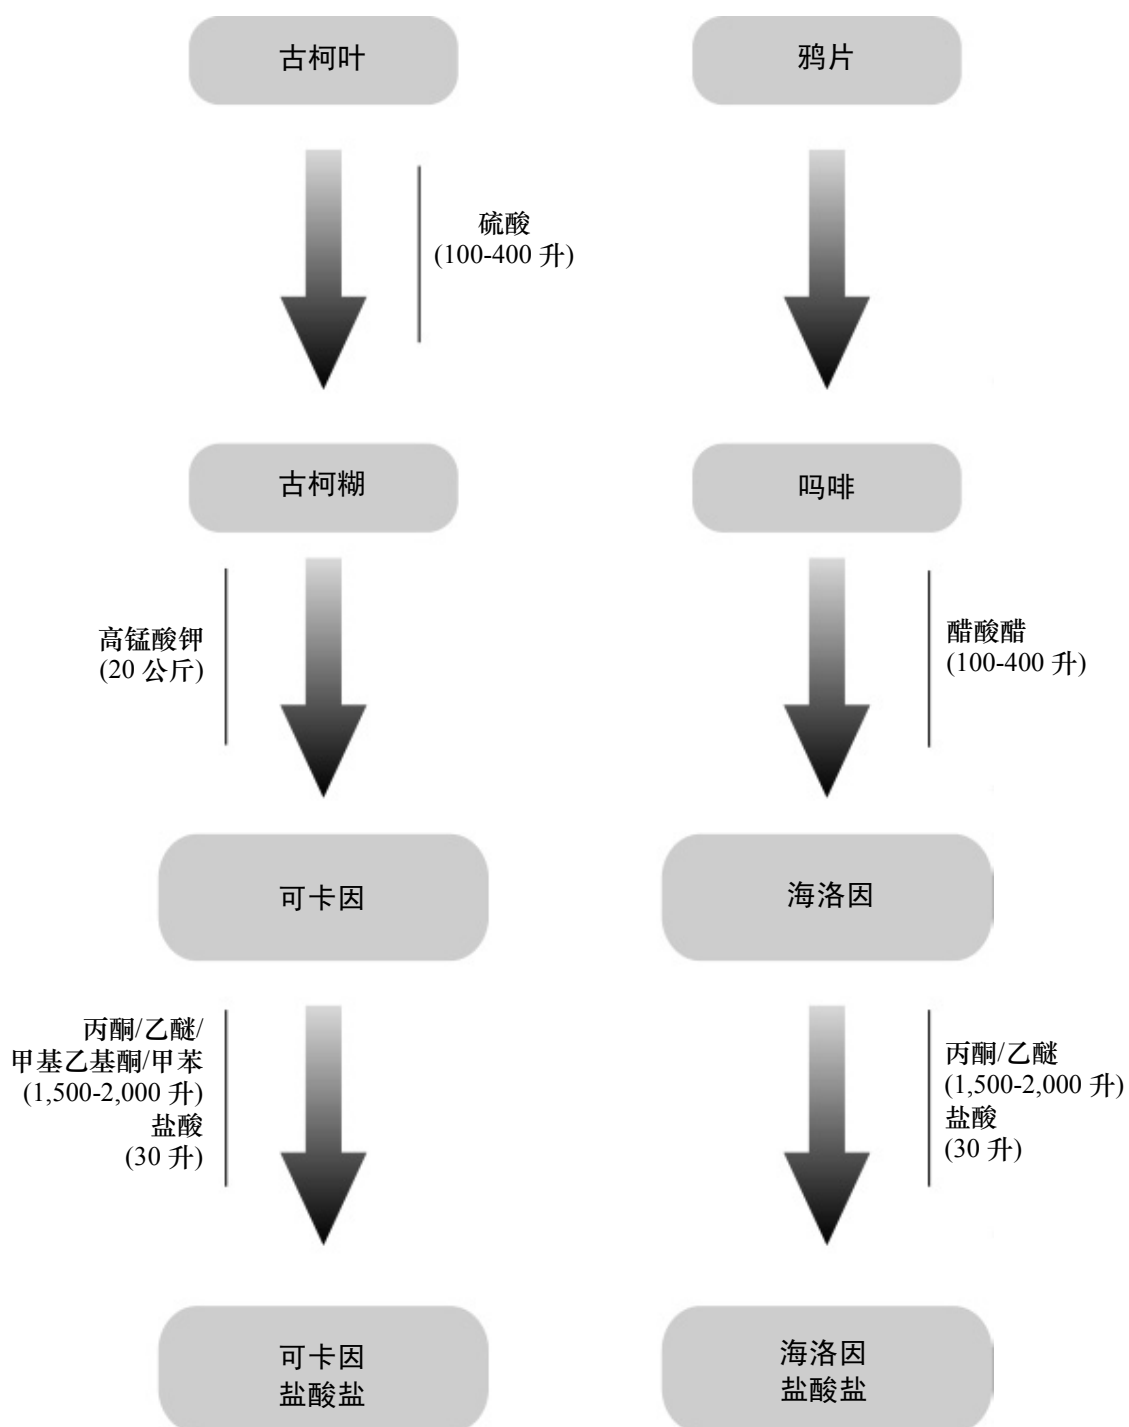 古柯叶
鸦片
硫酸
(100-400 升)
古柯糊
吗啡
高锰酸钾
(20 公斤)
醋酸醋
(100-400 升)
可卡因
海洛因
丙酮/乙醚/
甲基乙基酮/甲苯
(1,500-2,000 升)
盐酸
(30 升)
丙酮/乙醚
(1,500-2,000 升)
盐酸
(30 升)
可卡因
盐酸盐
海洛因
盐酸盐